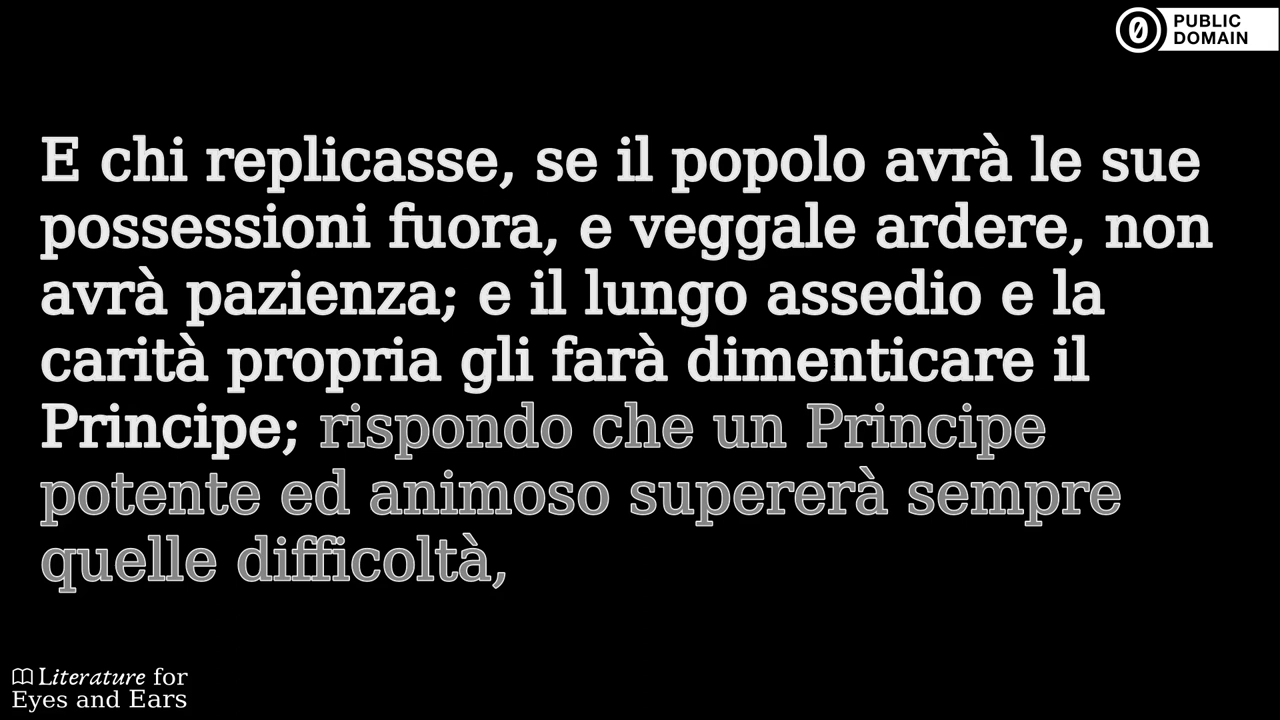 PUBLIC
DOMAIN
E chi replicasse, se il popolo avrà le sue
possessioni fuora, e veggale ardere, non
avrà pazienza; e il lungo assedio e la
carità propria gli farà dimenticare il
Principe; rispondo che un Principe
potente ed animoso supererà sempre
quelle difficoltà,
Literature for
Eyes and Ears